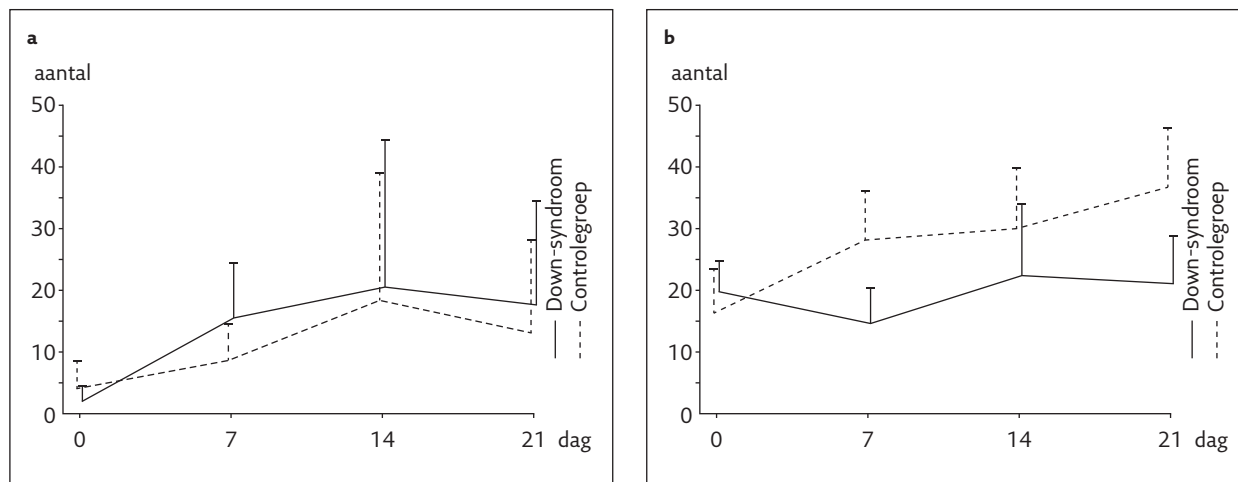 a
aantal
50
40
30
20
10
0
0 7 14 21 dag
Down-syndroom
Controlegroep
b
aantal
50
40
30
20
10
0
0 7 14 21 dag
Down-syndroom
Controlegroep